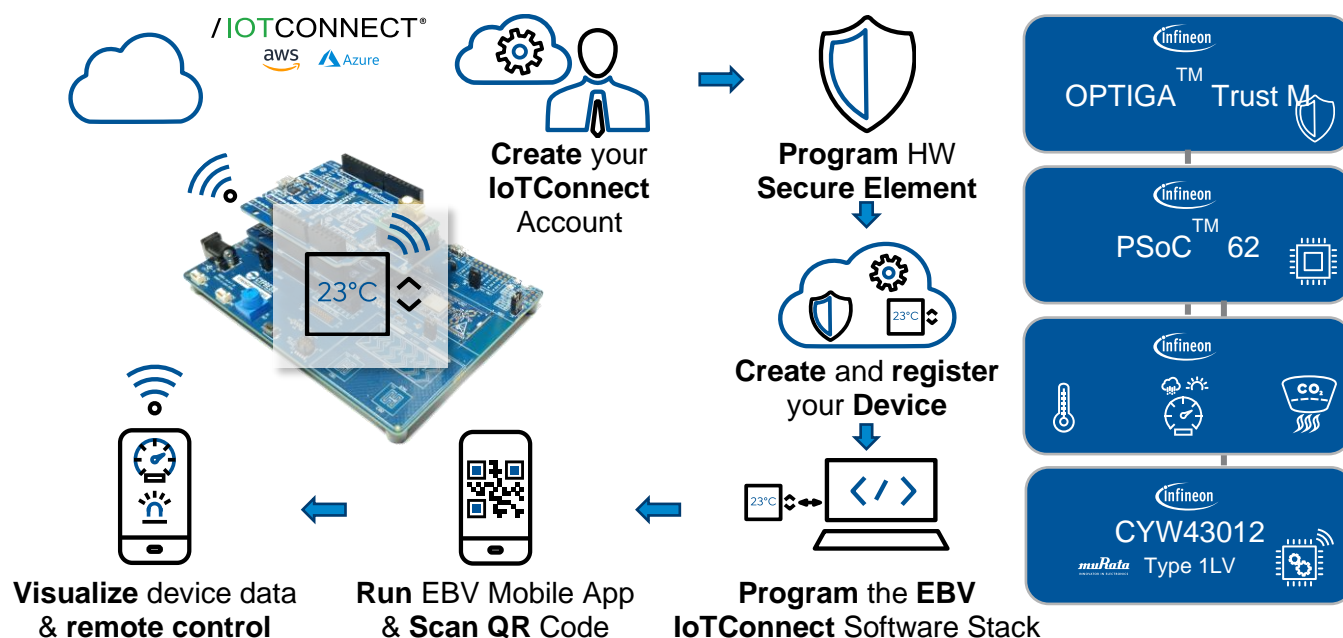 /IOTCONNECT®
aws Azure
Create your
IoTConnect
Account
Program HW
Secure Element
23°C
23°C
Create and register
your Device
23°C
</>
Program the EBV
IoTConnect Software Stack
Run EBV Mobile App
& Scan QR Code
Visualize device data
& remote control
infineon
OPTIGA™ Trust M
infineon
PSoC™ 62
infineon
CO₂
infineon
CYW43012
muRata Type 1LV